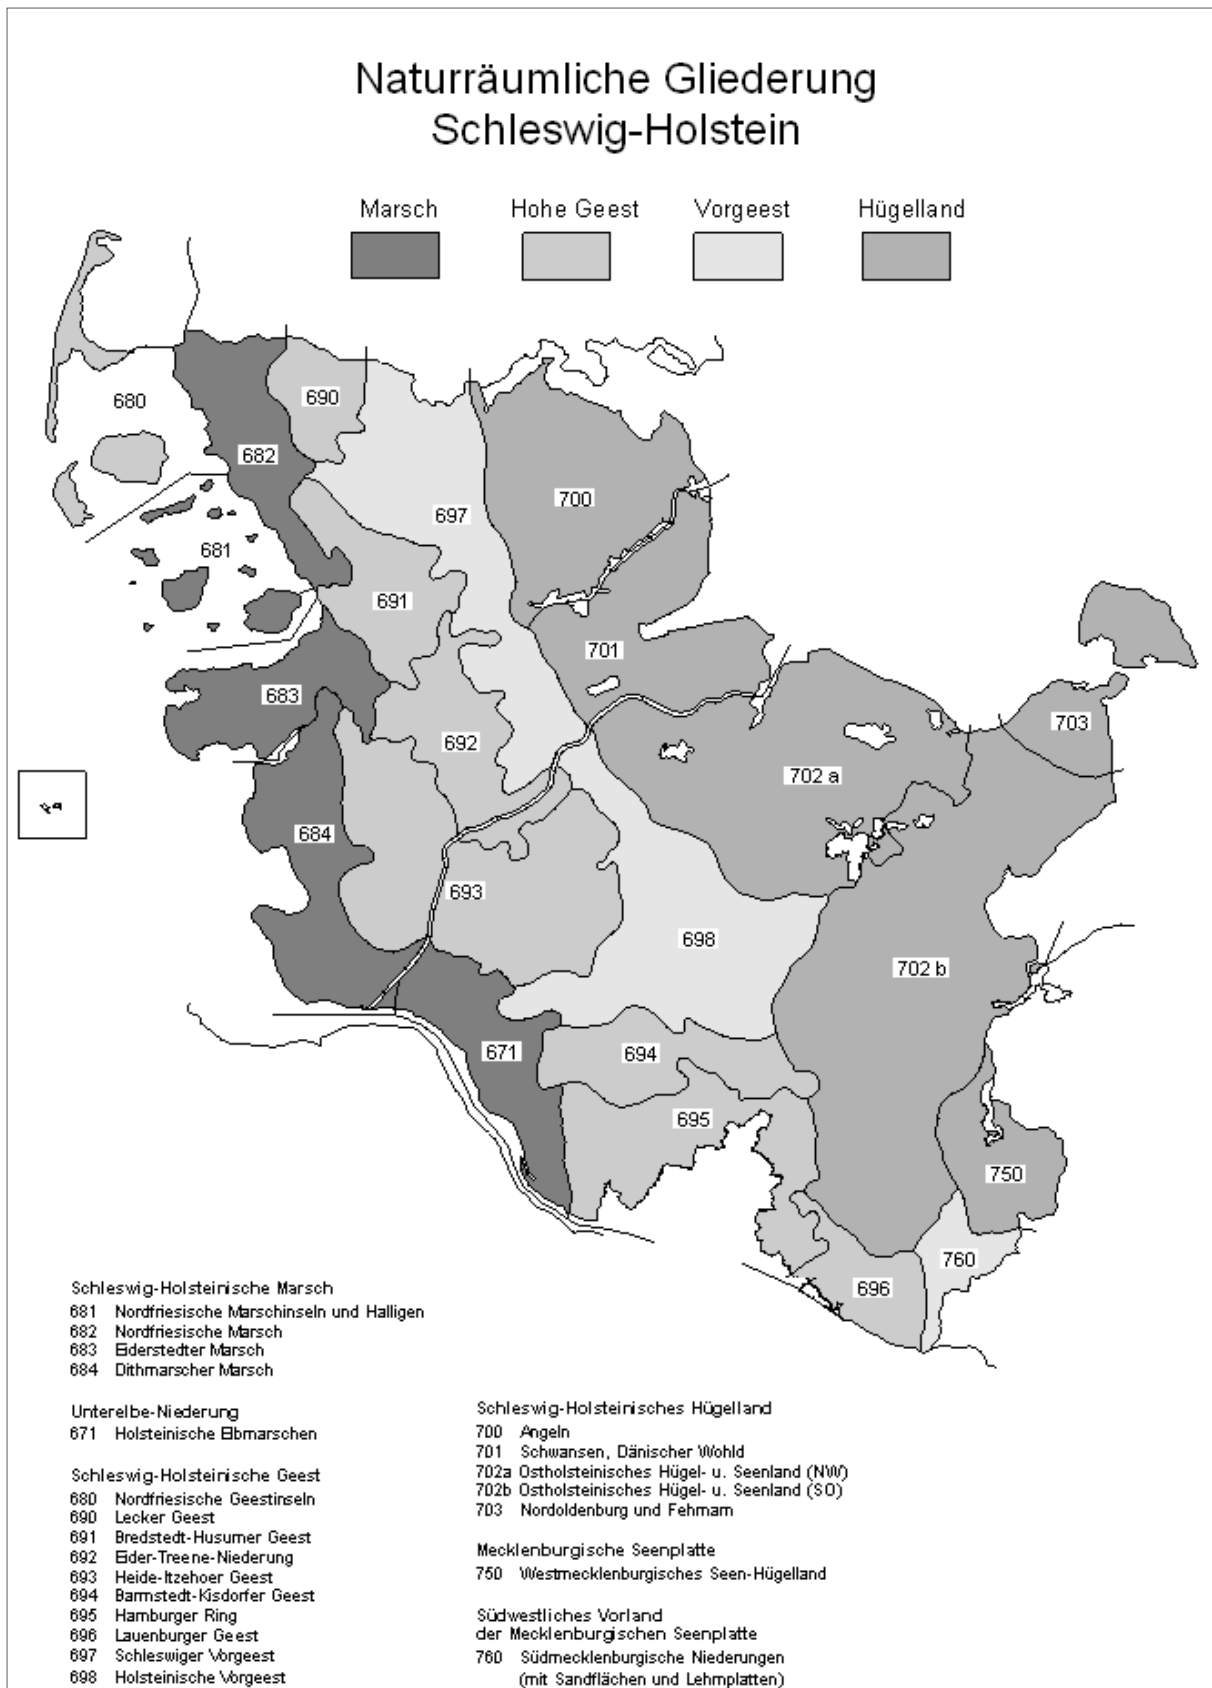 Naturräumliche Gliederung
Schleswig-Holstein
Marsch Hohe Geest Vorgeest Hügelland
680
690
682
700
697
681
691
701
683
703
692
702 a
684
693
698
702 b
671
694
695
750
760
696
Schleswig-Holsteinische Marsch
681 Nordfriesische Marschinseln und Halligen
682 Nordfriesische Marsch
683 Eiderstedter Marsch
684 Dithmarscher Marsch
Unterelbe-Niederung
671 Holsteinische Elbmarschen
Schleswig-Holsteinische Geest
680 Nordfriesische Geestinseln
690 Lecker Geest
691 Bredstedt-Husumer Geest
692 Eider-Treene-Niederung
693 Heide-Itzehoer Geest
694 Barmstedt-Kisdorfer Geest
695 Hamburger Ring
696 Lauenburger Geest
697 Schleswiger Vorgeest
698 Holsteinische Vorgeest
Schleswig-Holsteinisches Hügelland
700 Angeln
701 Schwansen, Dänischer Wohld
702a Ostholsteinisches Hügel- u. Seenland (NW)
702b Ostholsteinisches Hügel- u. Seenland (SO)
703 Nordoldenburg und Fehmarn
Mecklenburgische Seenplatte
750 Westmecklenburgisches Seen-Hügelland
Südwestliches Vorland
der Mecklenburgischen Seenplatte
760 Südmecklenburgische Niederungen
(mit Sandflächen und Lehmplatten)